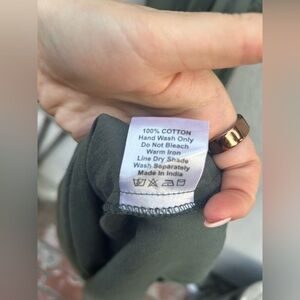 100% COTTON
Hand Wash Only
Do Not Bleach
Warm Iron
Line Dry Shade
Wash Separately
Made In India